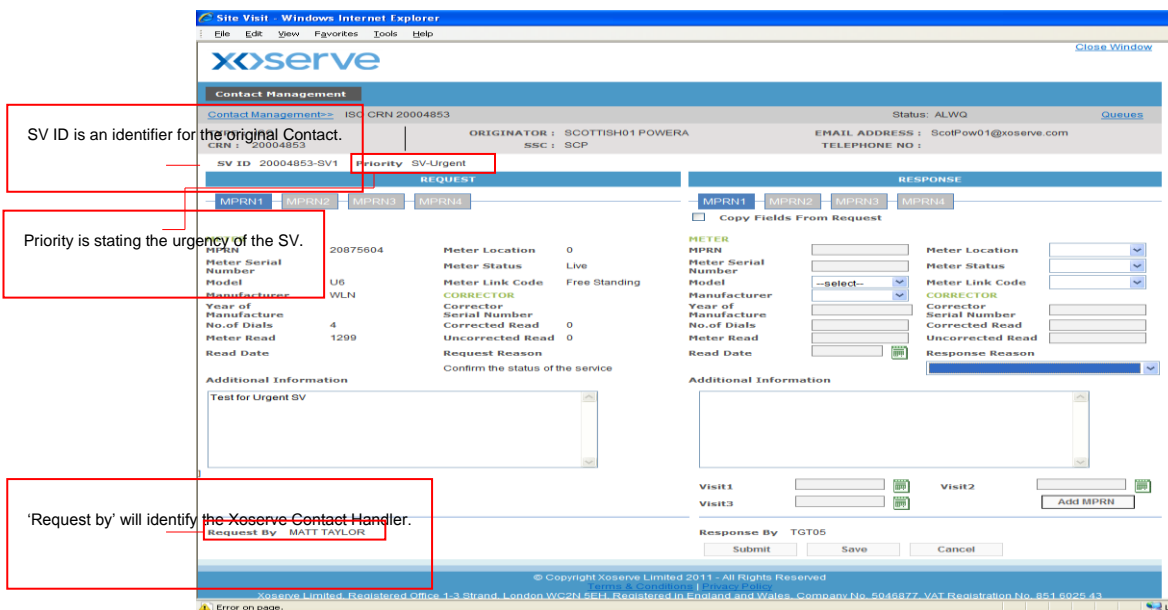 Site Visit - Windows Internet Explorer
File Edit View Favorites Tools Help
Close Window
xoserve
Contact Management
Contact Management>> ISO CRN 20004853 Status: ALWQ Queues
SV ID is an identifier for the original Contact.
ORIGINATOR : SCOTTISH01 POWERA EMAIL ADDRESS : ScotPow01@xoserve.com
CRN : 20004853 SSC : SCP TELEPHONE NO :
SV ID 20004853-SV1 Priority SV-Urgent
REQUEST RESPONSE
MPRN1 MPRN2 MPRN3 MPRN4 MPRN1 MPRN2 MPRN3 MPRN4
Copy Fields From Request
Priority is stating the urgency of the SV.
METER METER
MPRN 20875604 Meter Location 0 MPRN Meter Location
Meter Serial Number Meter Status Live Meter Serial Number Meter Status
Model U6 Meter Link Code Free Standing Model --select-- Meter Link Code
Manufacturer WLN CORRECTOR Manufacturer CORRECTOR
Year of Manufacture Corrector Serial Number Year of Manufacture Corrector Serial Number
No.of Dials 4 Corrected Read 0 No.of Dials Corrected Read
Meter Read 1299 Uncorrected Read 0 Meter Read Uncorrected Read
Read Date Request Reason Read Date Response Reason
Confirm the status of the service
Additional Information Additional Information
Test for Urgent SV
Visit1 Visit2
Visit3 Add MPRN
‘Request by’ will identify the Xoserve Contact Handler.
Request By MATT TAYLOR Response By TGT05
Submit Save Cancel
© Copyright Xoserve Limited 2011 - All Rights Reserved
Terms & Conditions | Privacy Policy
Xoserve Limited. Registered Office 1-3 Strand. London WC2N 5EH. Registered in England and Wales. Company No. 5046877. VAT Registration No. 851 6025 43
Error on page.